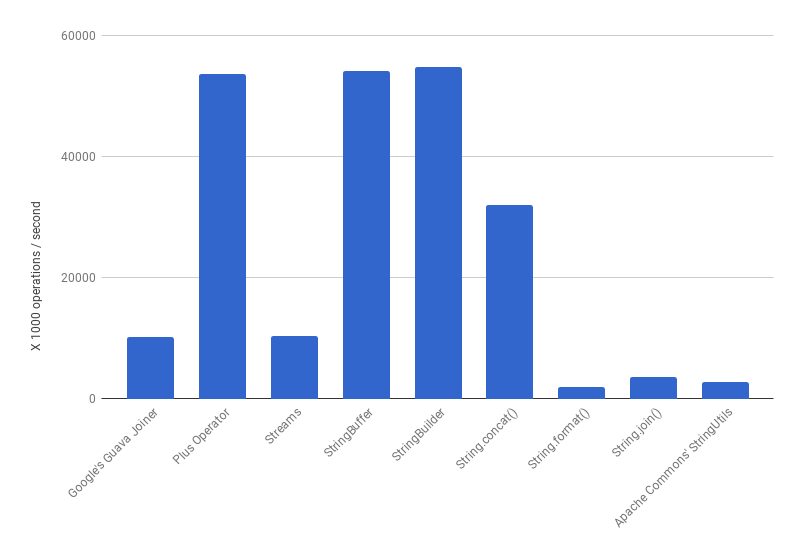 60000
40000
20000
0
X 1000 operations / second
Google's Guava Joiner
Plus Operator
Streams
StringBuffer
StringBuilder
String.concat()
String.format()
String.join()
Apache Commons' StringUtils